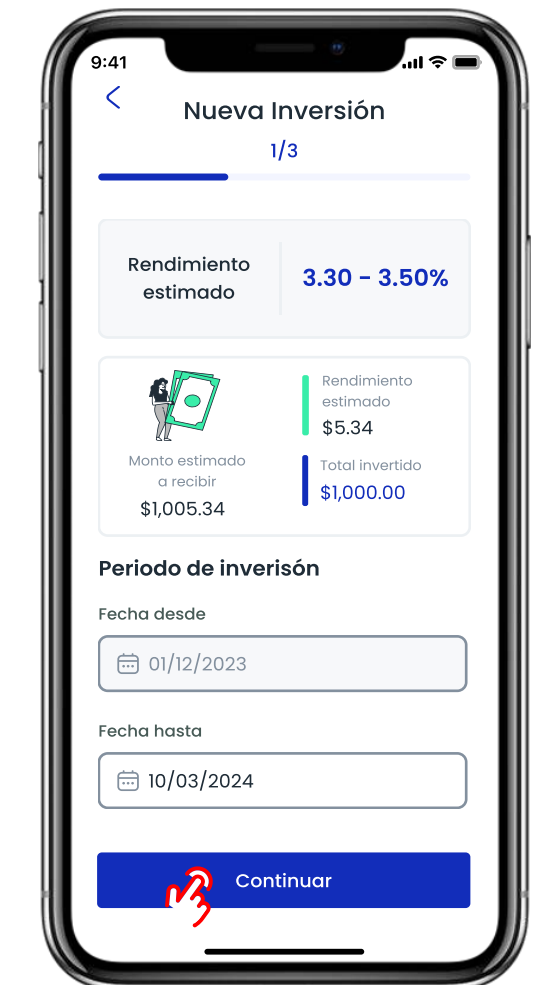 9:41
Nueva Inversión
1/3
Rendimiento
estimado
3.30 - 3.50%
Monto estimado
a recibir
$1,005.34
Rendimiento
estimado
$5.34
Total invertido
$1,000.00
Periodo de inverisón
Fecha desde
01/12/2023
Fecha hasta
10/03/2024
Continuar